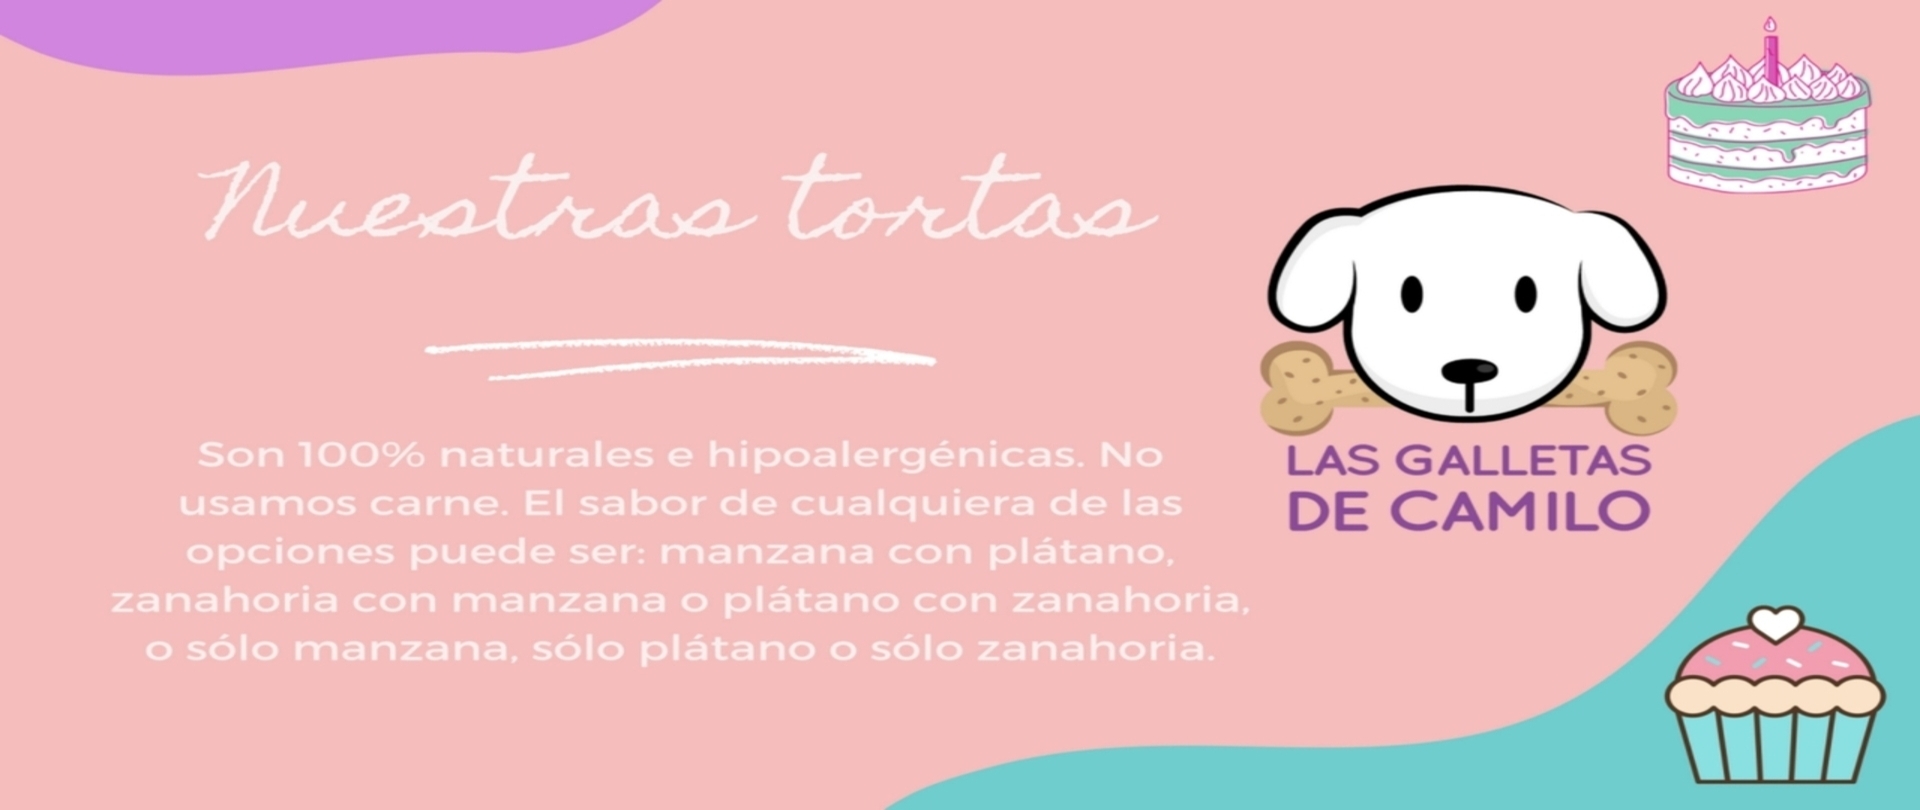 Nuestras tortas
Son 100% naturales e hipoalergénicas. No
usamos carne. El sabor de cualquiera de las
opciones puede ser: manzana con plátano,
zanahoria con manzana o plátano con zanahoria,
o sólo manzana, sólo plátano o sólo zanahoria.
LAS GALLETAS
DE CAMILO